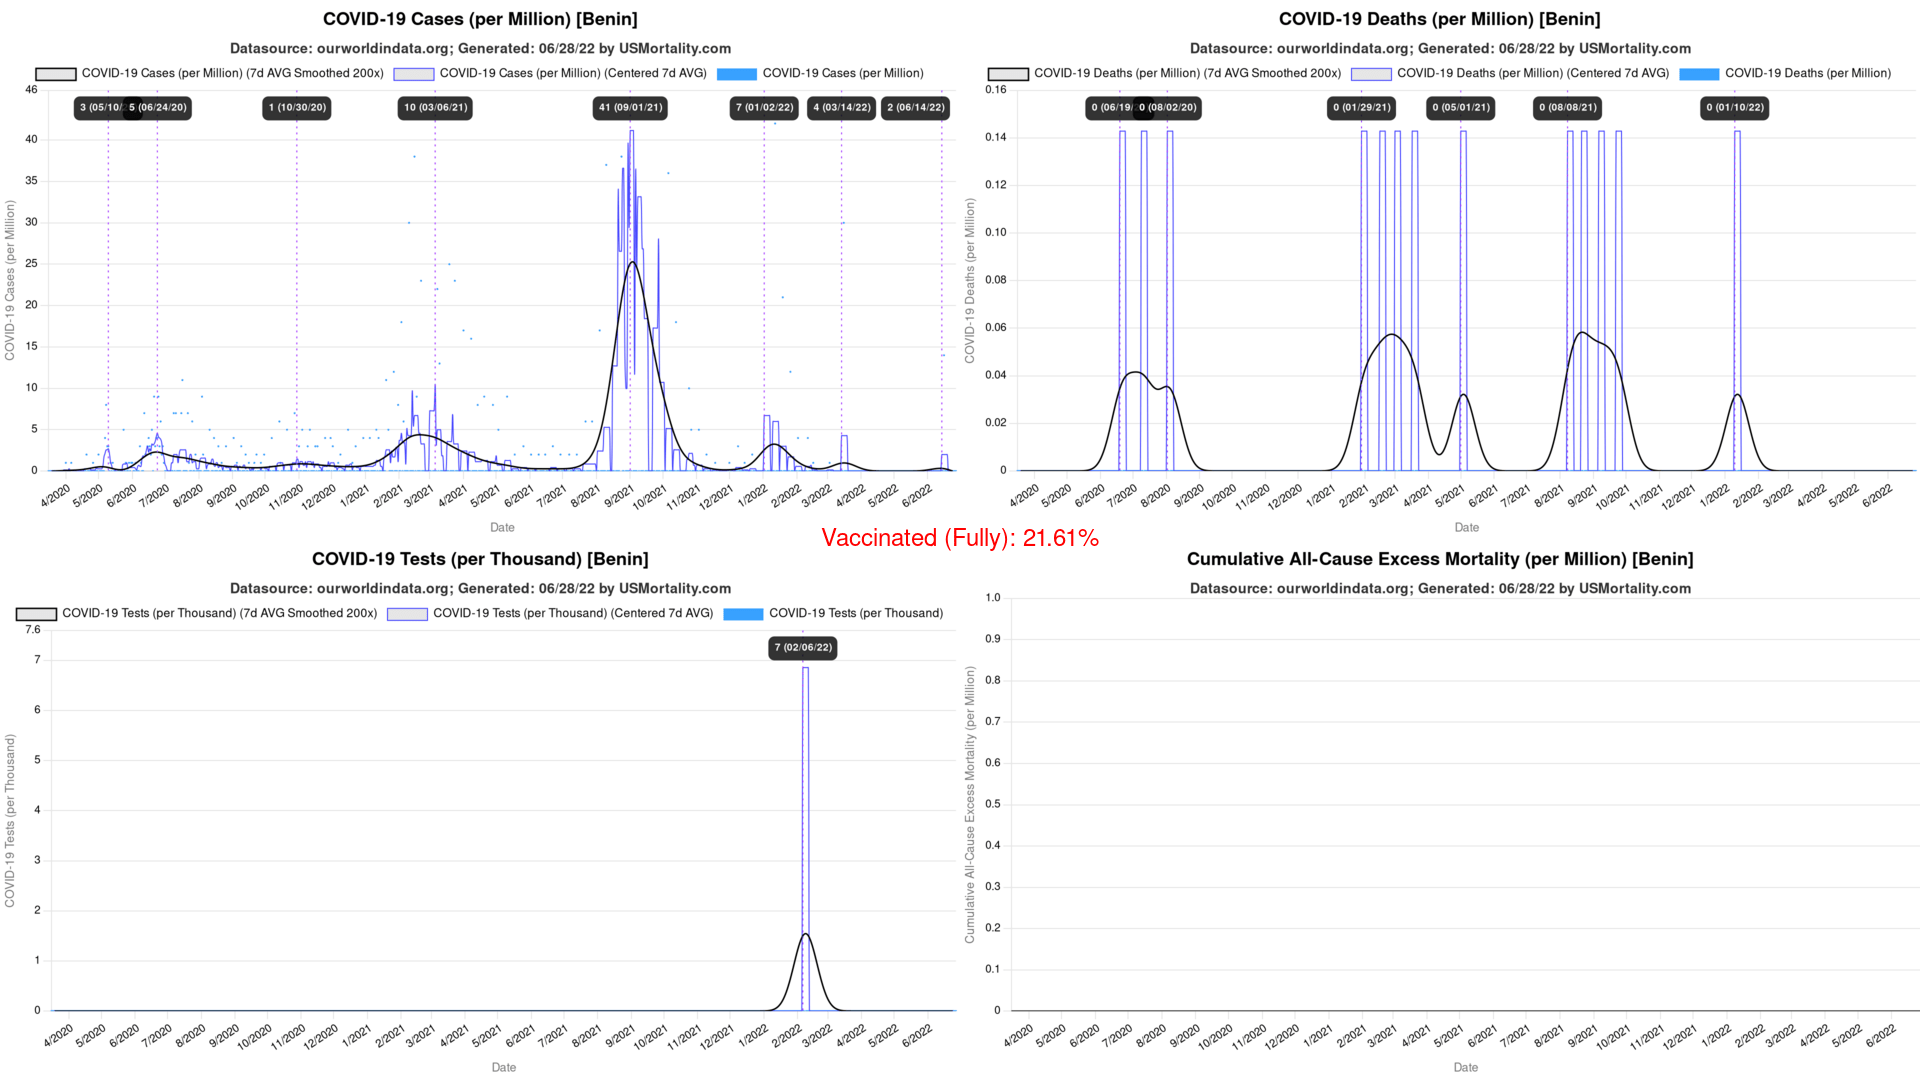 COVID-19 Cases (per Million) [Benin]
Datasource: ourworldindata.org; Generated: 06/28/22 by USMortality.com
COVID-19 Cases (per Million) (7d AVG Smoothed 200x)
COVID-19 Cases (per Million) (Centered 7d AVG)
COVID-19 Cases (per Million)
46
40
35
30
25
20
15
10
5
0
COVID-19 Cases (per Million)
3 (05/10/
5 (06/24/20)
1 (10/30/20)
10 (03/06/21)
41 (09/01/21)
7 (01/02/22)
4 (03/14/22)
2 (06/14/22)
4/2020 5/2020 6/2020 7/2020 8/2020 9/2020 10/2020 11/2020 12/2020 1/2021 2/2021 3/2021 4/2021 5/2021 6/2021 7/2021 8/2021 9/2021 10/2021 11/2021 12/2021 1/2022 2/2022 3/2022 4/2022 5/2022 6/2022
Date
COVID-19 Deaths (per Million) [Benin]
Datasource: ourworldindata.org; Generated: 06/28/22 by USMortality.com
COVID-19 Deaths (per Million) (7d AVG Smoothed 200x)
COVID-19 Deaths (per Million) (Centered 7d AVG)
COVID-19 Deaths (per Million)
0.16
0.14
0.12
0.10
0.08
0.06
0.04
0.02
0
COVID-19 Deaths (per Million)
0 (06/19/
0 (08/02/20)
0 (01/29/21)
0 (05/01/21)
0 (08/08/21)
0 (01/10/22)
4/2020 5/2020 6/2020 7/2020 8/2020 9/2020 10/2020 11/2020 12/2020 1/2021 2/2021 3/2021 4/2021 5/2021 6/2021 7/2021 8/2021 9/2021 10/2021 11/2021 12/2021 1/2022 2/2022 3/2022 4/2022 5/2022 6/2022
Date
Vaccinated (Fully): 21.61%
COVID-19 Tests (per Thousand) [Benin]
Datasource: ourworldindata.org; Generated: 06/28/22 by USMortality.com
COVID-19 Tests (per Thousand) (7d AVG Smoothed 200x)
COVID-19 Tests (per Thousand) (Centered 7d AVG)
COVID-19 Tests (per Thousand)
7.6
7
6
5
4
3
2
1
0
COVID-19 Tests (per Thousand)
7 (02/06/22)
4/2020 5/2020 6/2020 7/2020 8/2020 9/2020 10/2020 11/2020 12/2020 1/2021 2/2021 3/2021 4/2021 5/2021 6/2021 7/2021 8/2021 9/2021 10/2021 11/2021 12/2021 1/2022 2/2022 3/2022 4/2022 5/2022 6/2022
Date
Cumulative All-Cause Excess Mortality (per Million) [Benin]
Datasource: ourworldindata.org; Generated: 06/28/22 by USMortality.com
1.0
0.9
0.8
0.7
0.6
0.5
0.4
0.3
0.2
0.1
0
Cumulative All-Cause Excess Mortality (per Million)
4/2020 5/2020 6/2020 7/2020 8/2020 9/2020 10/2020 11/2020 12/2020 1/2021 2/2021 3/2021 4/2021 5/2021 6/2021 7/2021 8/2021 9/2021 10/2021 11/2021 12/2021 1/2022 2/2022 3/2022 4/2022 5/2022 6/2022
Date